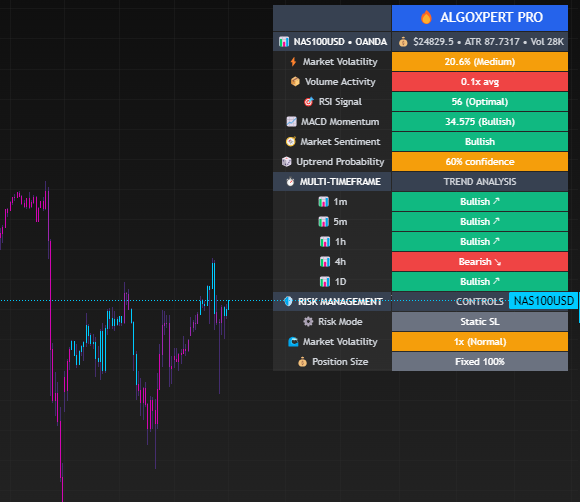 ALGOXPERT PRO
NAS100USD • OANDA $24829.5 • ATR 87.7317 • Vol 28K
Market Volatility 20.6% (Medium)
Volume Activity 0.1x avg
RSI Signal 56 (Optimal)
MACD Momentum 34.575 (Bullish)
Market Sentiment Bullish
Uptrend Probability 60% confidence
MULTI-TIMEFRAME TREND ANALYSIS
1m Bullish ↗
5m Bullish ↗
1h Bullish ↗
4h Bearish ↘
1D Bullish ↗
RISK MANAGEMENT CONTROLS NAS100USD
Risk Mode Static SL
Market Volatility 1x (Normal)
Position Size Fixed 100%